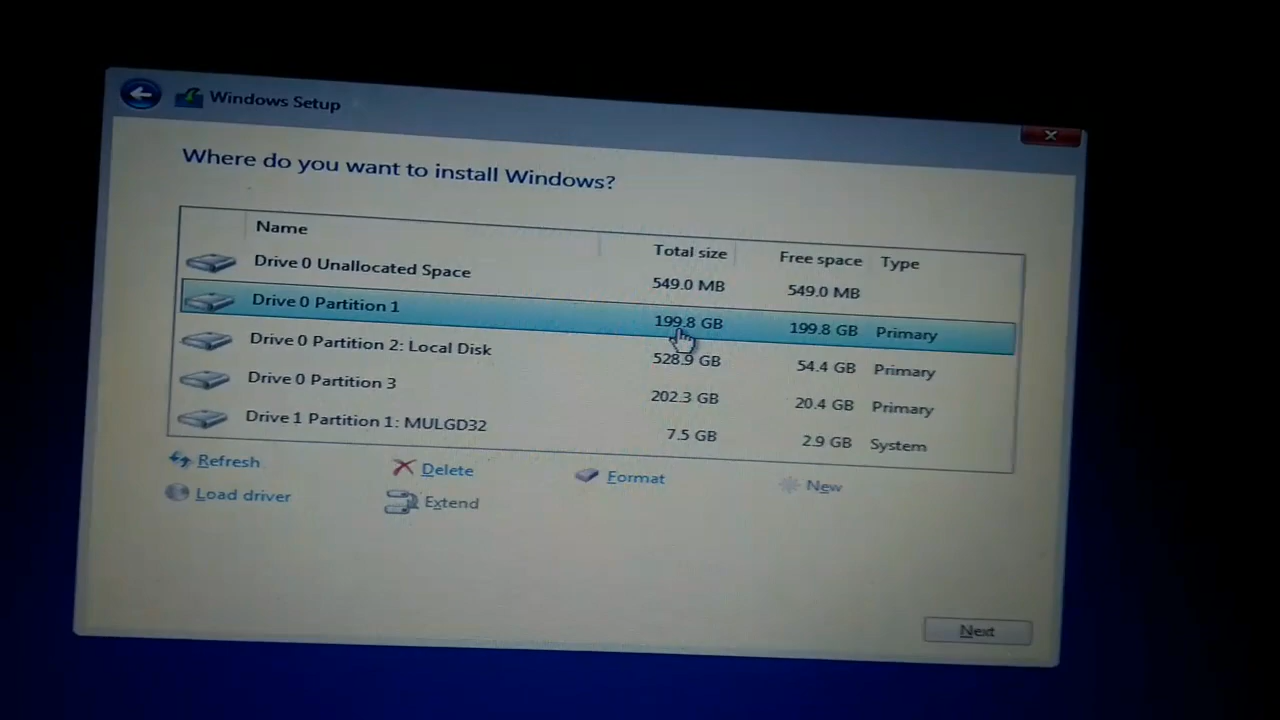 Windows Setup
Where do you want to install Windows?
Name Total size Free space Type
Drive 0 Unallocated Space 549.0 MB 549.0 MB
Drive 0 Partition 1 199.8 GB 199.8 GB Primary
Drive 0 Partition 2: Local Disk 528.9 GB 54.4 GB Primary
Drive 0 Partition 3 202.3 GB 20.4 GB Primary
Drive 1 Partition 1: MULGD32 7.5 GB 2.9 GB System
Refresh Delete Format New
Load driver Extend
Next